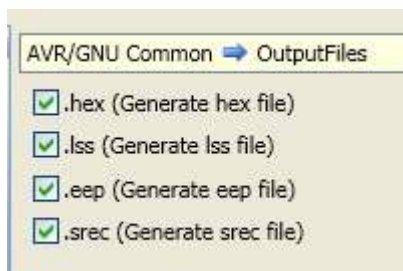 AVR/GNU Common ➡ OutputFiles
.hex (Generate hex file)
.lss (Generate lss file)
.eep (Generate eep file)
.srec (Generate srec file)